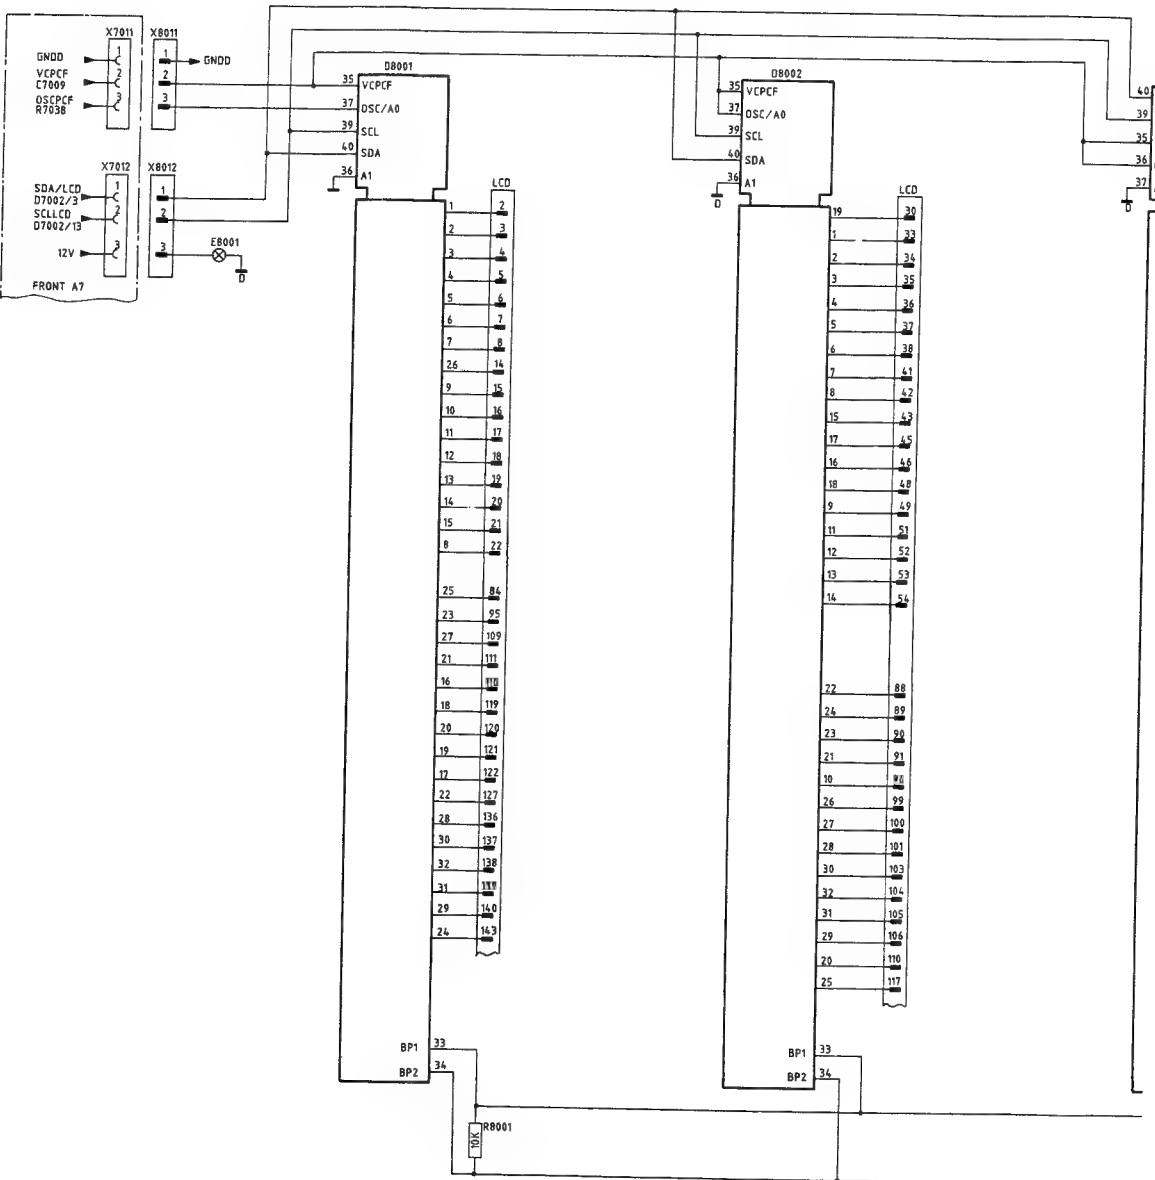 X7011 X8011
GNDD 1 1 GNDD
VCPCF 2 2
C7009
OSCPCF 3 3
R7038
X7012 X8012
SDA/LCD 1 1
D7002/3
SCLLCD 2 2
D7002/13
12V 3 3 E8001
FRONT A7
D8001
35 VCPCF
37 OSC/A0
39 SCL
40 SDA
36 A1
LCD
1 2
2 3
3 4
4 5
5 6
6 7
7 8
26 14
9 15
10 16
11 17
12 18
13 19
14 20
15 21
8 22
25 84
23 95
27 109
21 111
16
18 119
20 120
19 121
17 122
22 127
28 136
30 137
32 138
31
29 140
24 143
BP1 33
BP2 34
R8001
10K
D8002
35 VCPCF
37 OSC/A0
39 SCL
40 SDA
36 A1
LCD
19 30
1 33
2 34
3 35
4 36
5 37
6 38
7 41
8 42
15 43
17 45
16 46
18 48
9 49
11 51
12 52
13 53
14 54
22 88
24 89
23 90
21 91
10
26 99
27 100
28 101
30 103
32 104
31 105
29 106
20 110
25 117
BP1 33
BP2 34
40
39
35
36
37